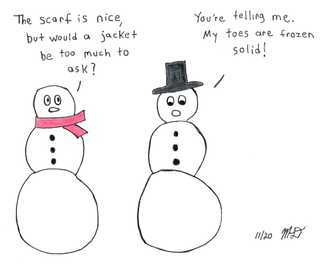 The scarf is nice,
but would a jacket
be too much to
ask?
You're telling me.
My toes are frozen
solid!
11/20